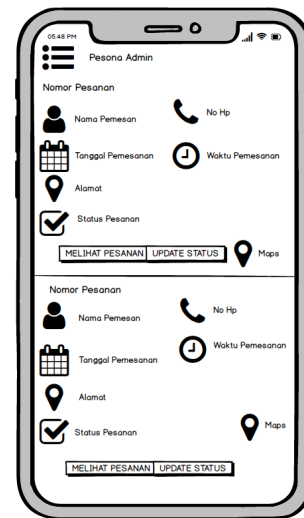 05:48 PM
Pesona Admin
Nomor Pesanan
Nama Pemesan
No Hp
Tanggal Pemesanan
Waktu Pemesanan
Alamat
Status Pesanan
MELIHAT PESANAN UPDATE STATUS
Maps
Nomor Pesanan
Nama Pemesan
No Hp
Tanggal Pemesanan
Waktu Pemesanan
Alamat
Status Pesanan
Maps
MELIHAT PESANAN UPDATE STATUS